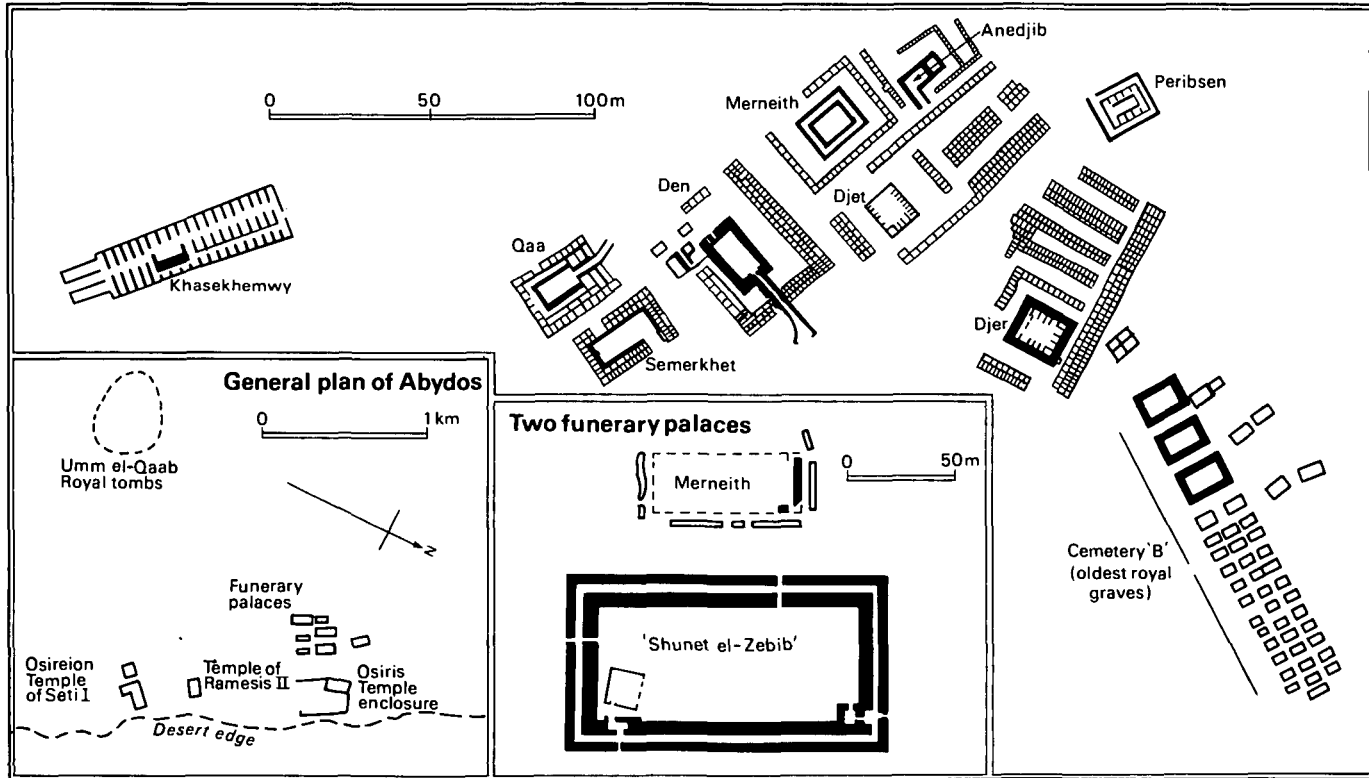 Anedjib
Merneith
Peribsen
0 50 100m
Den
Djet
Qaa
Khasekhemwy
Djer
Semerkhet
General plan of Abydos
0 1 km
Umm el-Qaab
Royal tombs
N
Funerary
palaces
Osireion
Temple
of Seti I
Temple of
Ramesis II
Osiris
Temple
enclosure
Desert edge
Two funerary palaces
Merneith
0 50m
'Shunet el-Zebib'
Cemetery 'B'
(oldest royal
graves)